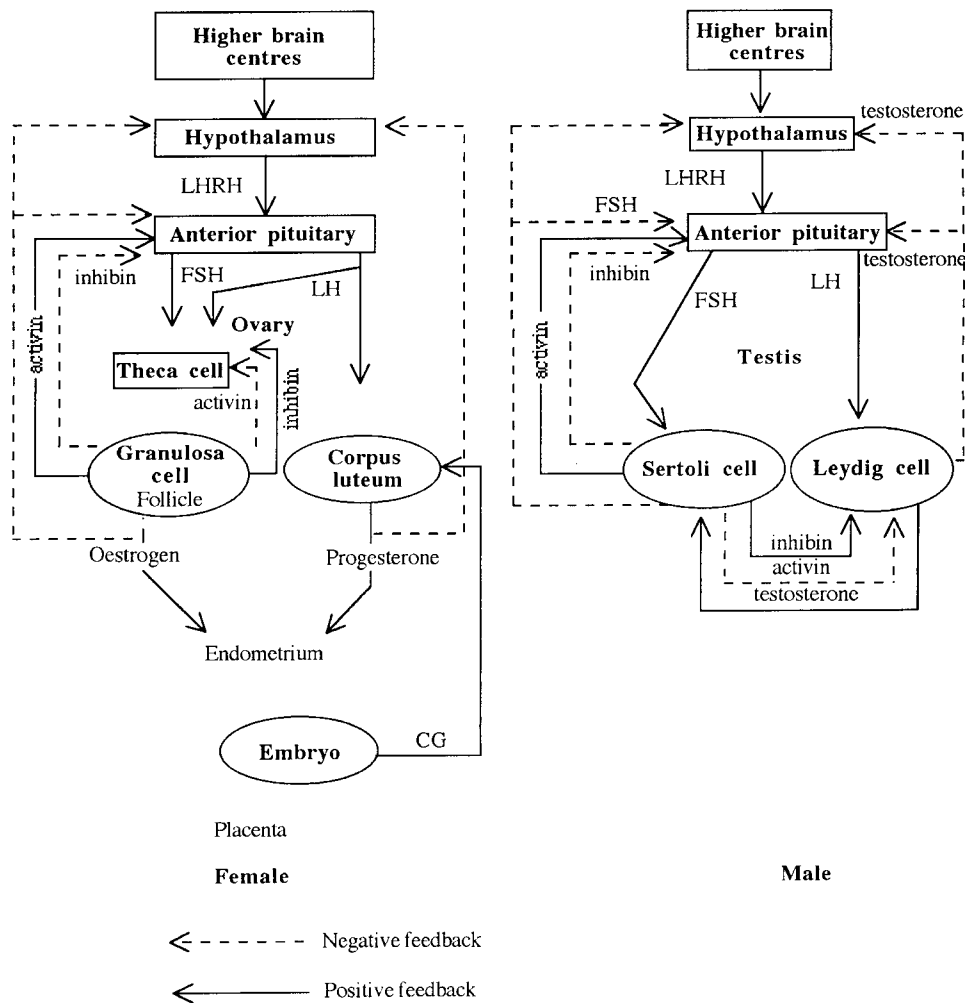 Higher brain
centres
Hypothalamus
LHRH
Anterior pituitary
inhibin
FSH
LH
activin
Ovary
Theca cell
activin
inhibin
Granulosa
cell
Follicle
Corpus
luteum
Oestrogen
Progesterone
Endometrium
Embryo
CG
Placenta
Female
Higher brain
centres
testosterone
Hypothalamus
LHRH
FSH
Anterior pituitary
testosterone
inhibin
FSH
LH
activin
Testis
Sertoli cell
Leydig cell
inhibin
activin
testosterone
Male
Negative feedback
Positive feedback